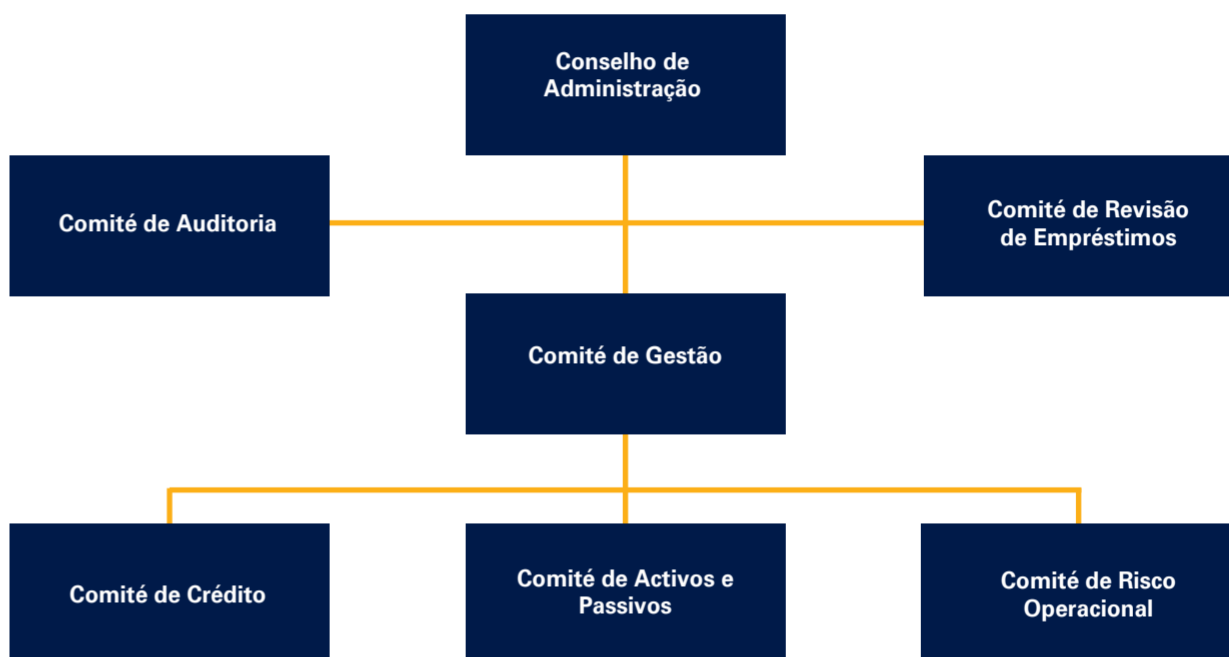 Conselho de
Administração
Comité de Auditoria
Comité de Revisão
de Empréstimos
Comité de Gestão
Comité de Crédito
Comité de Activos e
Passivos
Comité de Risco
Operacional